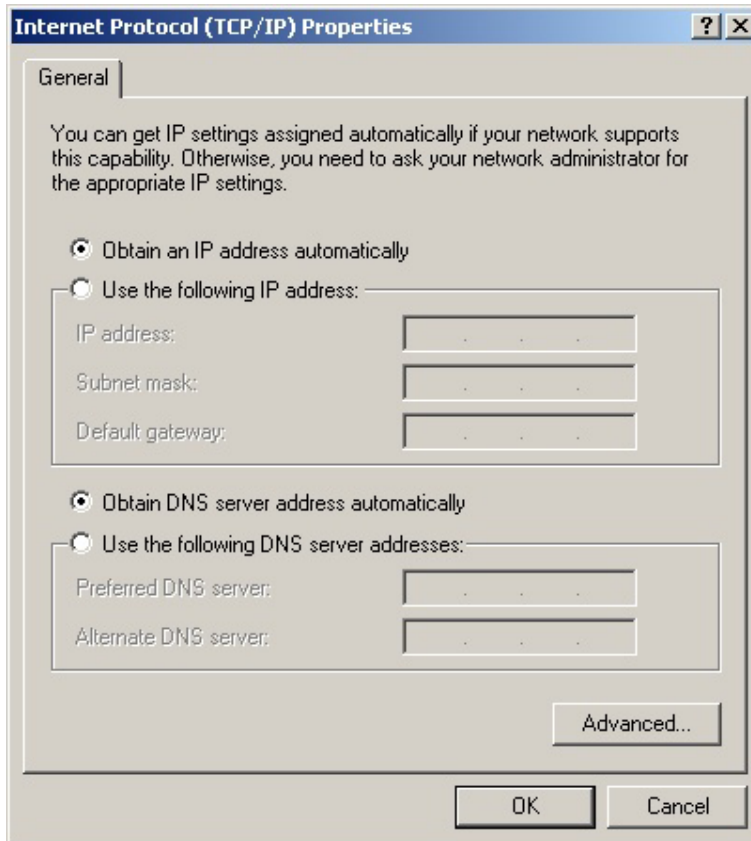 Internet Protocol (TCP/IP) Properties
General
You can get IP settings assigned automatically if your network supports
this capability. Otherwise, you need to ask your network administrator for
the appropriate IP settings.
Obtain an IP address automatically
Use the following IP address:
IP address:
Subnet mask:
Default gateway:
Obtain DNS server address automatically
Use the following DNS server addresses:
Preferred DNS server:
Alternate DNS server:
Advanced...
OK Cancel